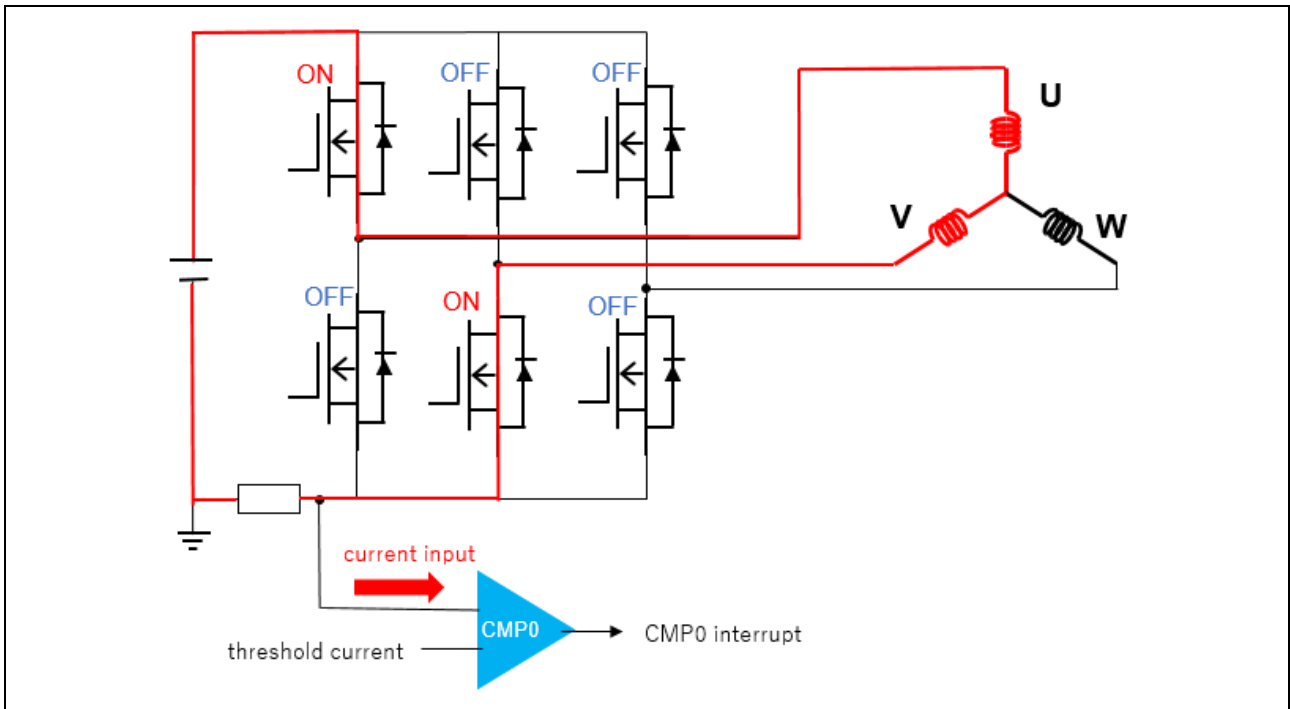 ON
OFF
OFF
U
V
W
OFF
ON
OFF
current input
CMP0
CMP0 interrupt
threshold current